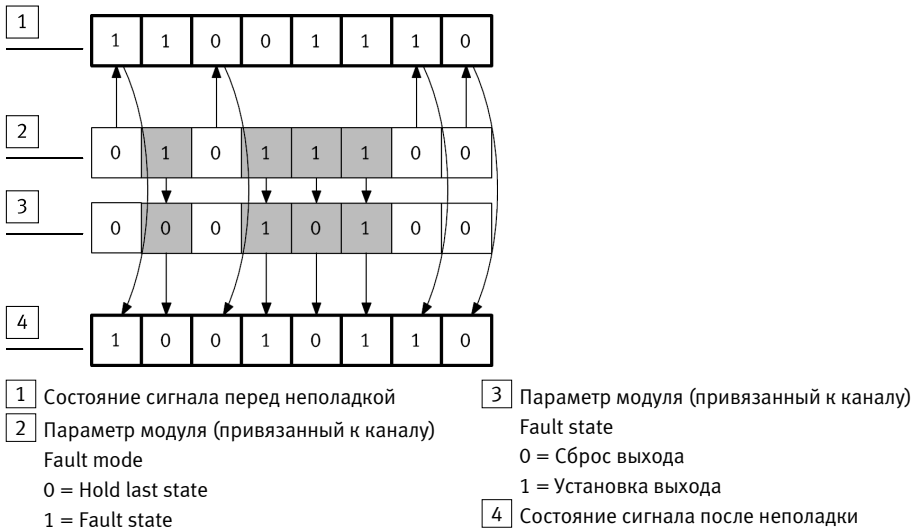 1
1 1 0 0 1 1 1 0
2
0 1 0 1 1 1 0 0
3
0 0 0 1 0 1 0 0
4
1 0 0 1 0 1 1 0
1 Состояние сигнала перед неполадкой
2 Параметр модуля (привязанный к каналу)
Fault mode
0 = Hold last state
1 = Fault state
3 Параметр модуля (привязанный к каналу)
Fault state
0 = Сброс выхода
1 = Установка выхода
4 Состояние сигнала после неполадки